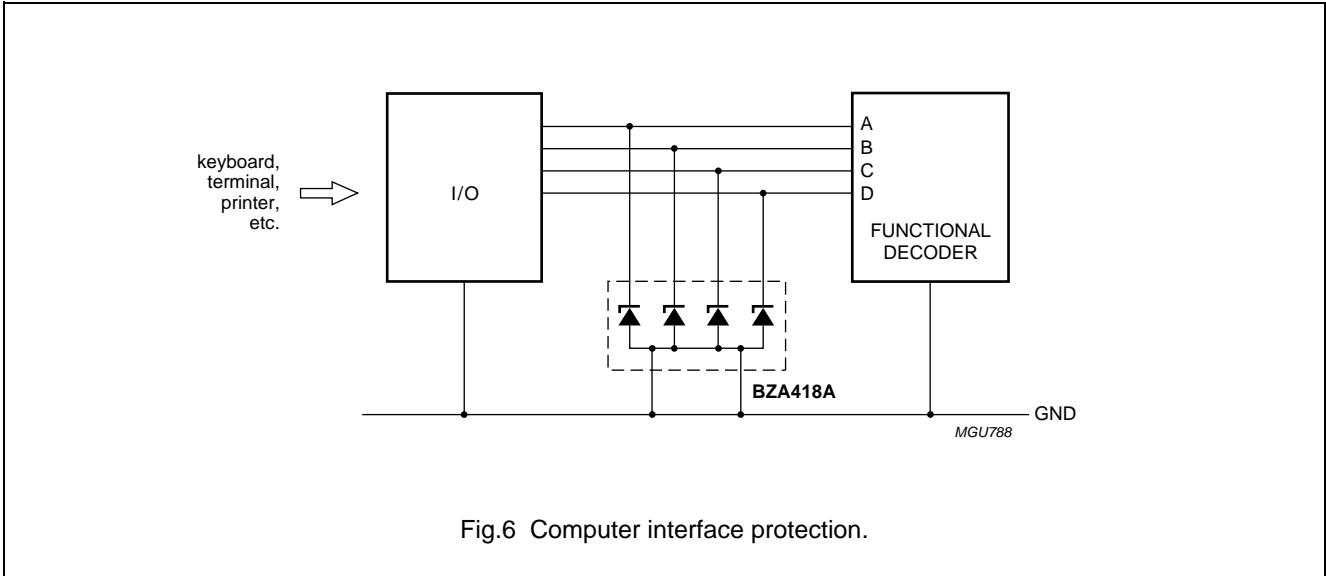 keyboard,
terminal,
printer,
etc.
I/O
A
B
C
D
FUNCTIONAL
DECODER
BZA418A
GND
MGU788
Fig.6 Computer interface protection.